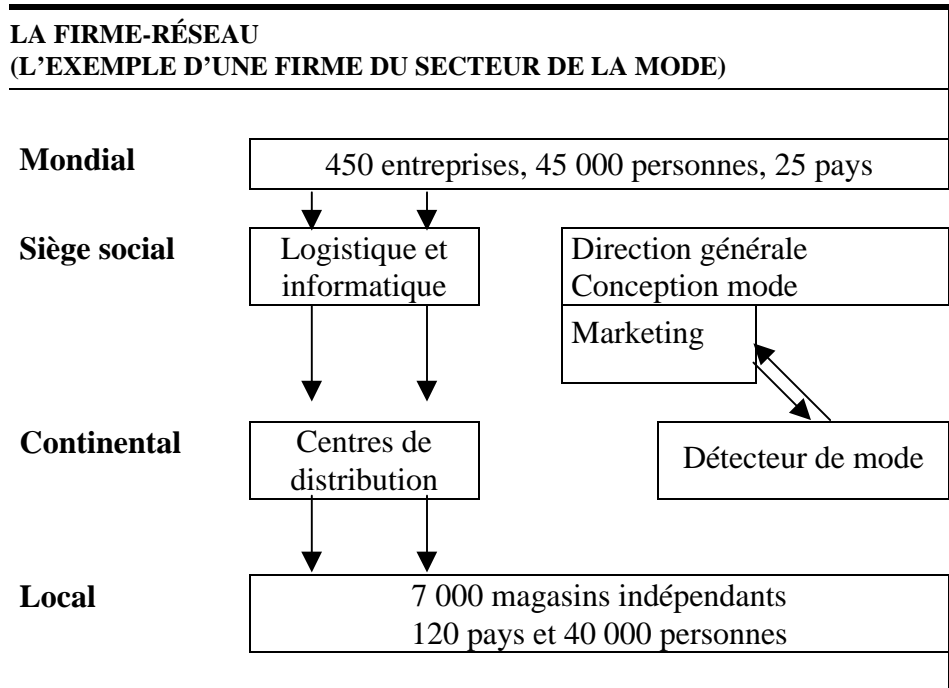 LA FIRME-RÉSEAU
(L'EXEMPLE D'UNE FIRME DU SECTEUR DE LA MODE)
Mondial
450 entreprises, 45 000 personnes, 25 pays
Siège social
Logistique et
informatique
Direction générale
Conception mode
Marketing
Continental
Centres de
distribution
Détecteur de mode
Local
7 000 magasins indépendants
120 pays et 40 000 personnes